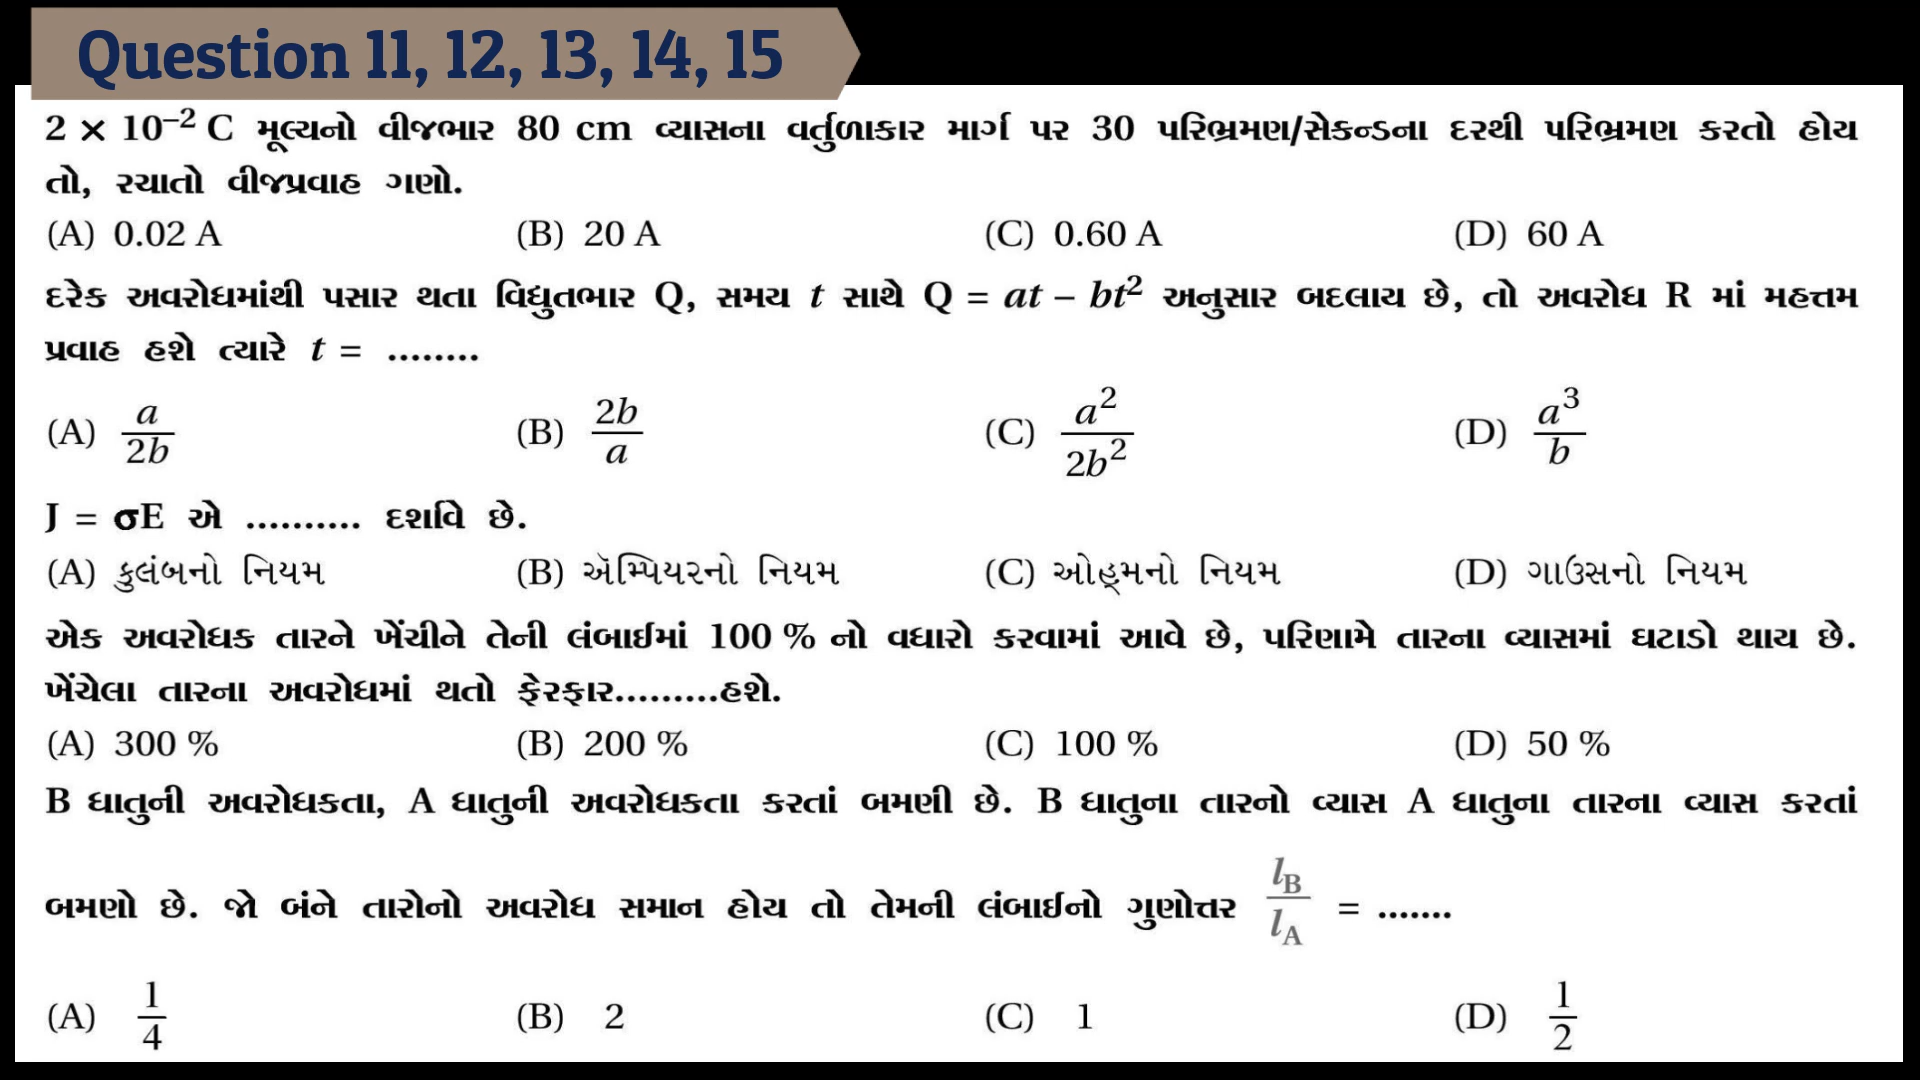 Question 11, 12, 13, 14, 15
2 × 10⁻² C મૂલ્યનો વીજભાર 80 cm વ્યાસના વર્તુળાકાર માર્ગ પર 30 પરિભ્રમણ/સેકન્ડના દરથી પરિભ્રમણ કરતો હોય
તો, રચાતો વીજપ્રવાહ ગણો.
(A) 0.02 A (B) 20 A (C) 0.60 A (D) 60 A
દરેક અવરોધમાંથી પસાર થતા વિદ્યુતભાર Q, સમય t સાથે Q = at – bt² અનુસાર બદલાય છે, તો અવરોધ R માં મહત્તમ
પ્રવાહ હશે ત્યારે t = ........
(A) a/2b (B) 2b/a (C) a²/2b² (D) a³/b
J = σE એ .......... દર્શાવે છે.
(A) કુલંબનો નિયમ (B) ઍમ્પિયરનો નિયમ (C) ઓહ્મનો નિયમ (D) ગાઉસનો નિયમ
એક અવરોધક તારને ખેંચીને તેની લંબાઈમાં 100 % નો વધારો કરવામાં આવે છે, પરિણામે તારના વ્યાસમાં ઘટાડો થાય છે.
ખેંચેલા તારના અવરોધમાં થતો ફેરફાર.........હશે.
(A) 300 % (B) 200 % (C) 100 % (D) 50 %
B ધાતુની અવરોધકતા, A ધાતુની અવરોધકતા કરતાં બમણી છે. B ધાતુના તારનો વ્યાસ A ધાતુના તારના વ્યાસ કરતાં
બમણો છે. જો બંને તારોનો અવરોધ સમાન હોય તો તેમની લંબાઈનો ગુણોત્તર l_B/l_A = .......
(A) 1/4 (B) 2 (C) 1 (D) 1/2